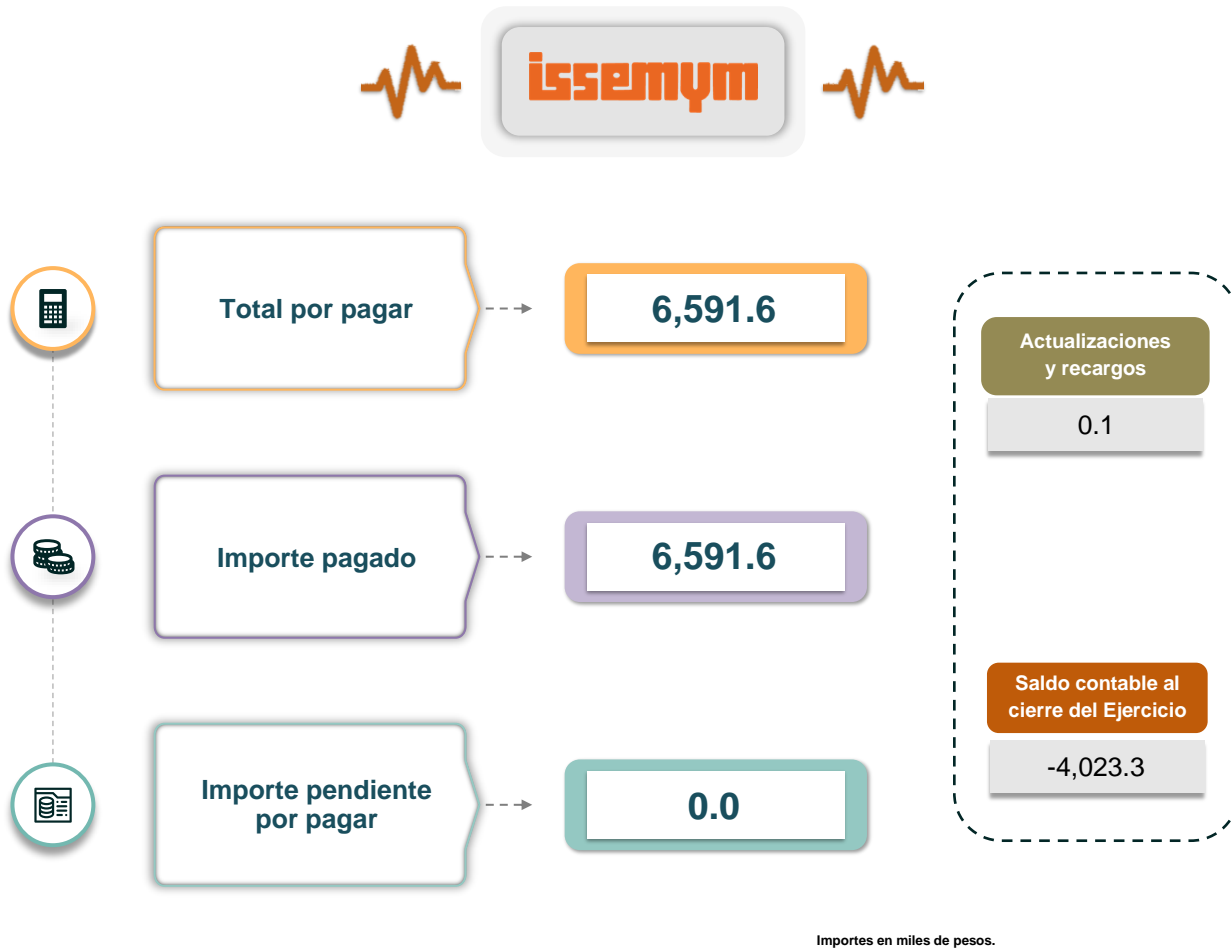 issemym
Total por pagar
6,591.6
Actualizaciones
y recargos
0.1
Importe pagado
6,591.6
Saldo contable al
cierre del Ejercicio
-4,023.3
Importe pendiente
por pagar
0.0
Importes en miles de pesos.